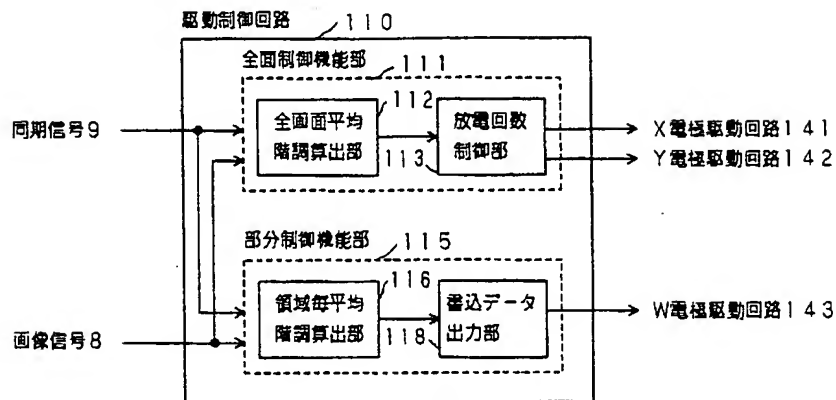 駆動制御回路 110
全面制御機能部 111
同期信号9
全画面平均
階調算出部
112
放電回数
制御部
113
X電極駆動回路141
Y電極駆動回路142
部分制御機能部 115
画像信号8
領域毎平均
階調算出部
116
書込データ
出力部
118
W電極駆動回路143